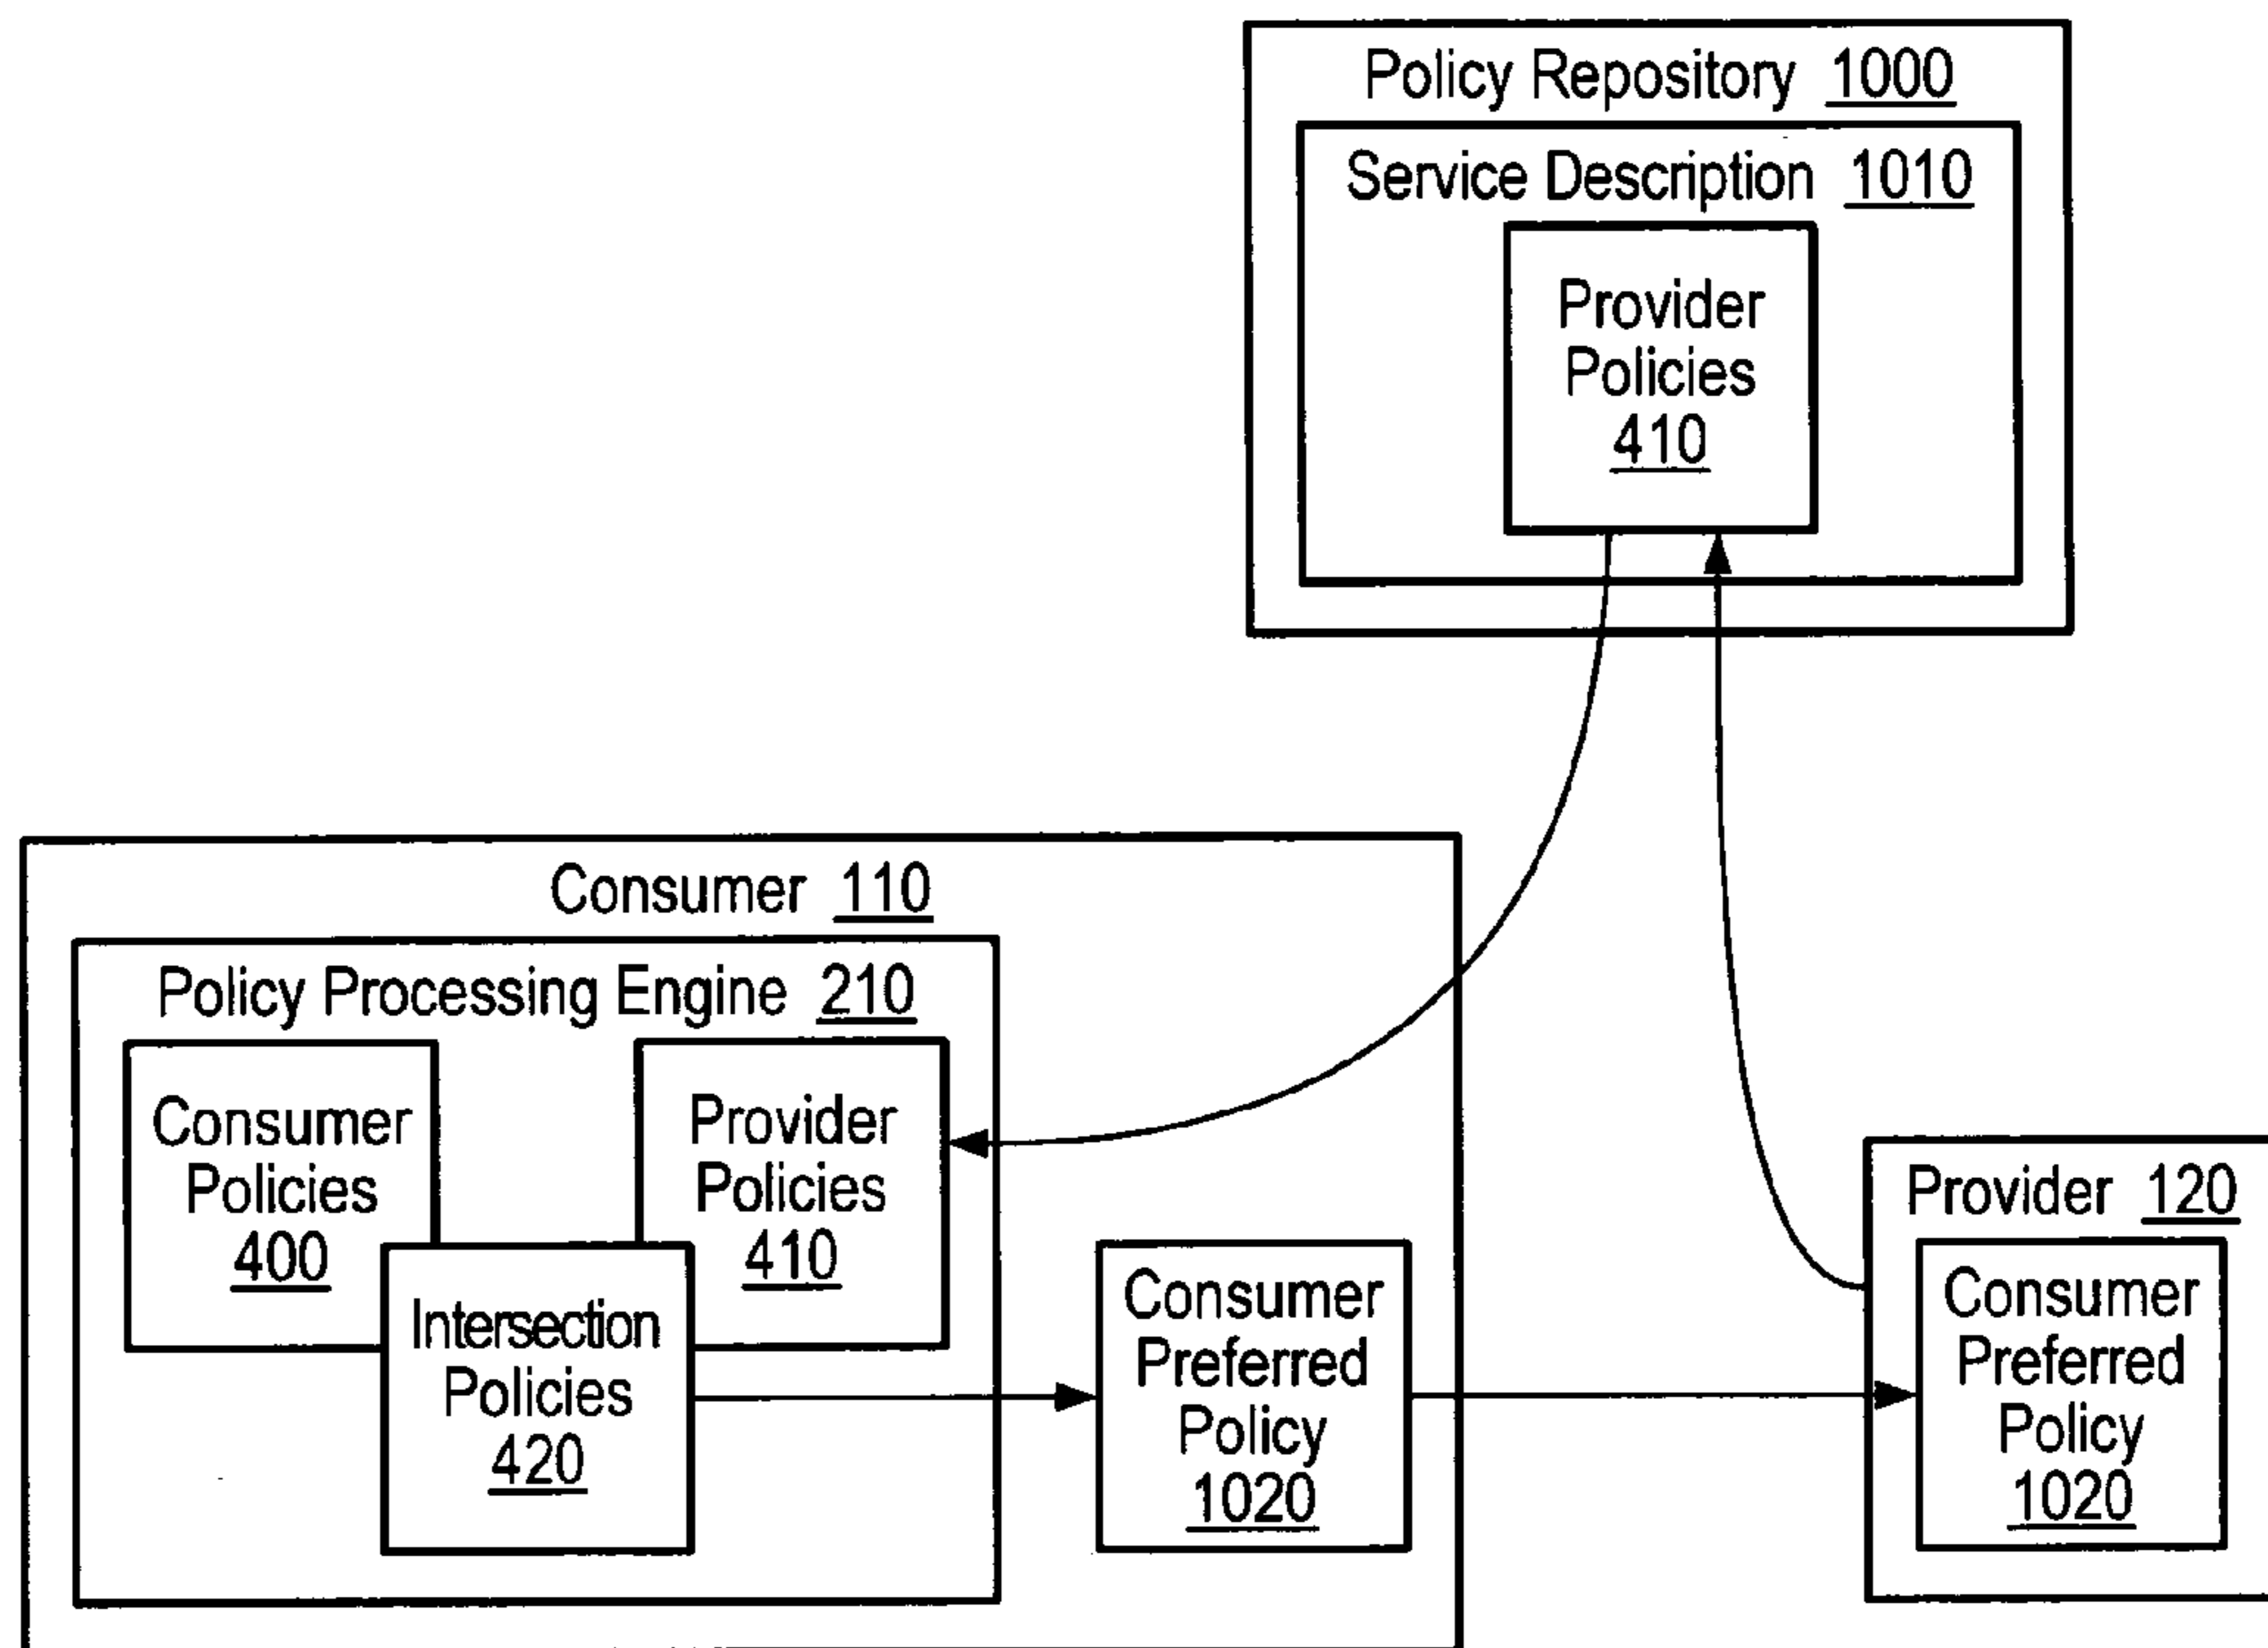 Policy Repository 1000
Service Description 1010
Provider
Policies
410
Consumer 110
Policy Processing Engine 210
Consumer
Policies
400
Provider
Policies
410
Intersection
Policies
420
Consumer
Preferred
Policy
1020
Provider 120
Consumer
Preferred
Policy
1020